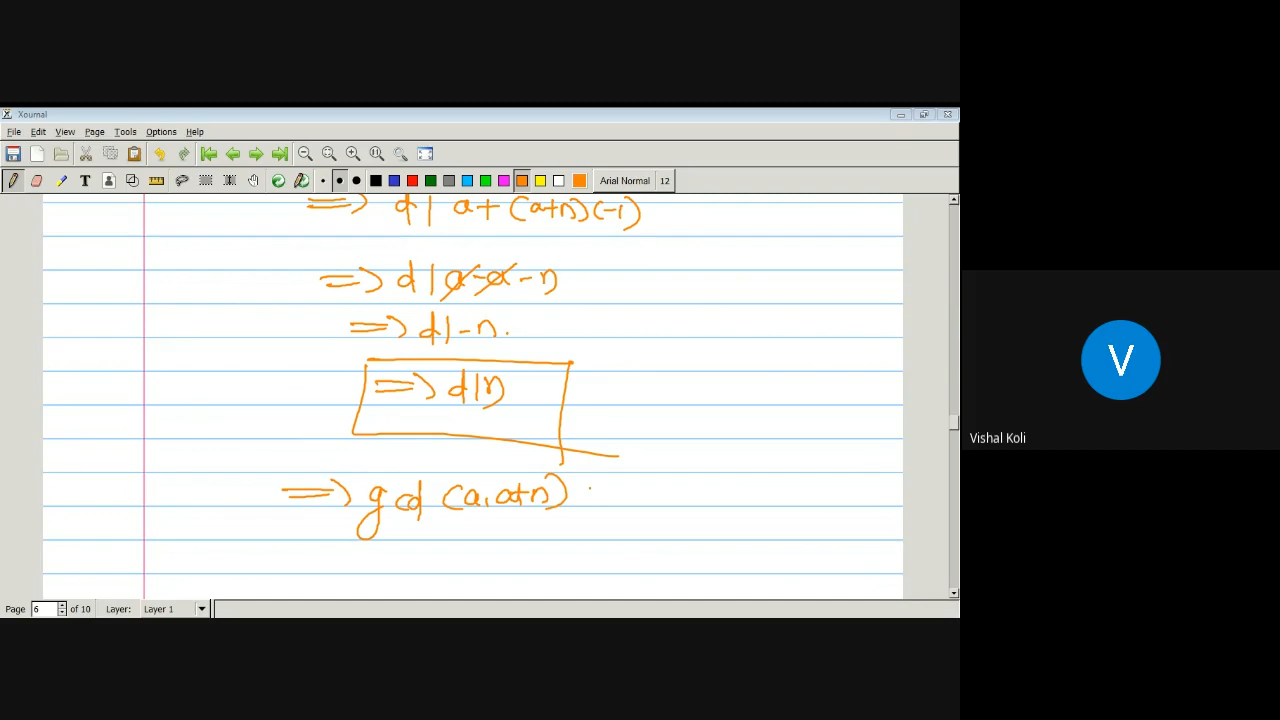 Xournal
File Edit View Page Tools Options Help
Arial Normal 12
=> d | a + (a+n)(-1)
=> d | a - a - n
=> d | - n.
=> d | n
=> gcd (a, a+n)
V
Vishal Koli
Page 6 of 10 Layer: Layer 1